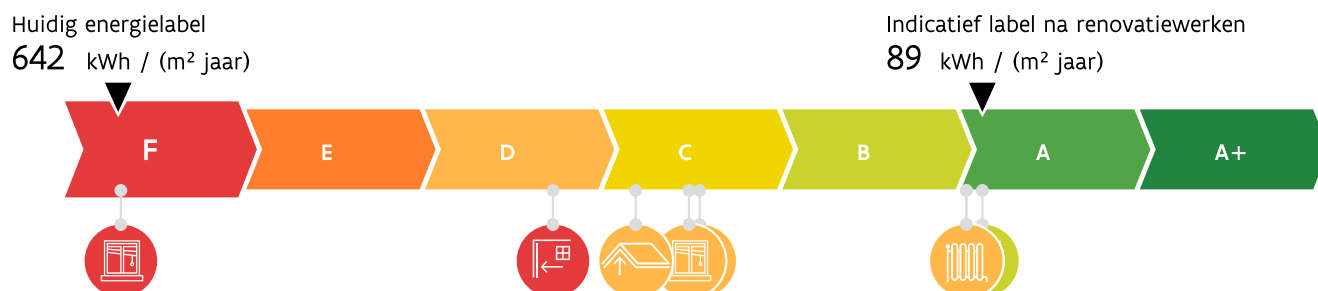 Huidig energielabel
642 kWh / (m² jaar)
Indicatief label na renovatiewerken
89 kWh / (m² jaar)
F E D C B A A+